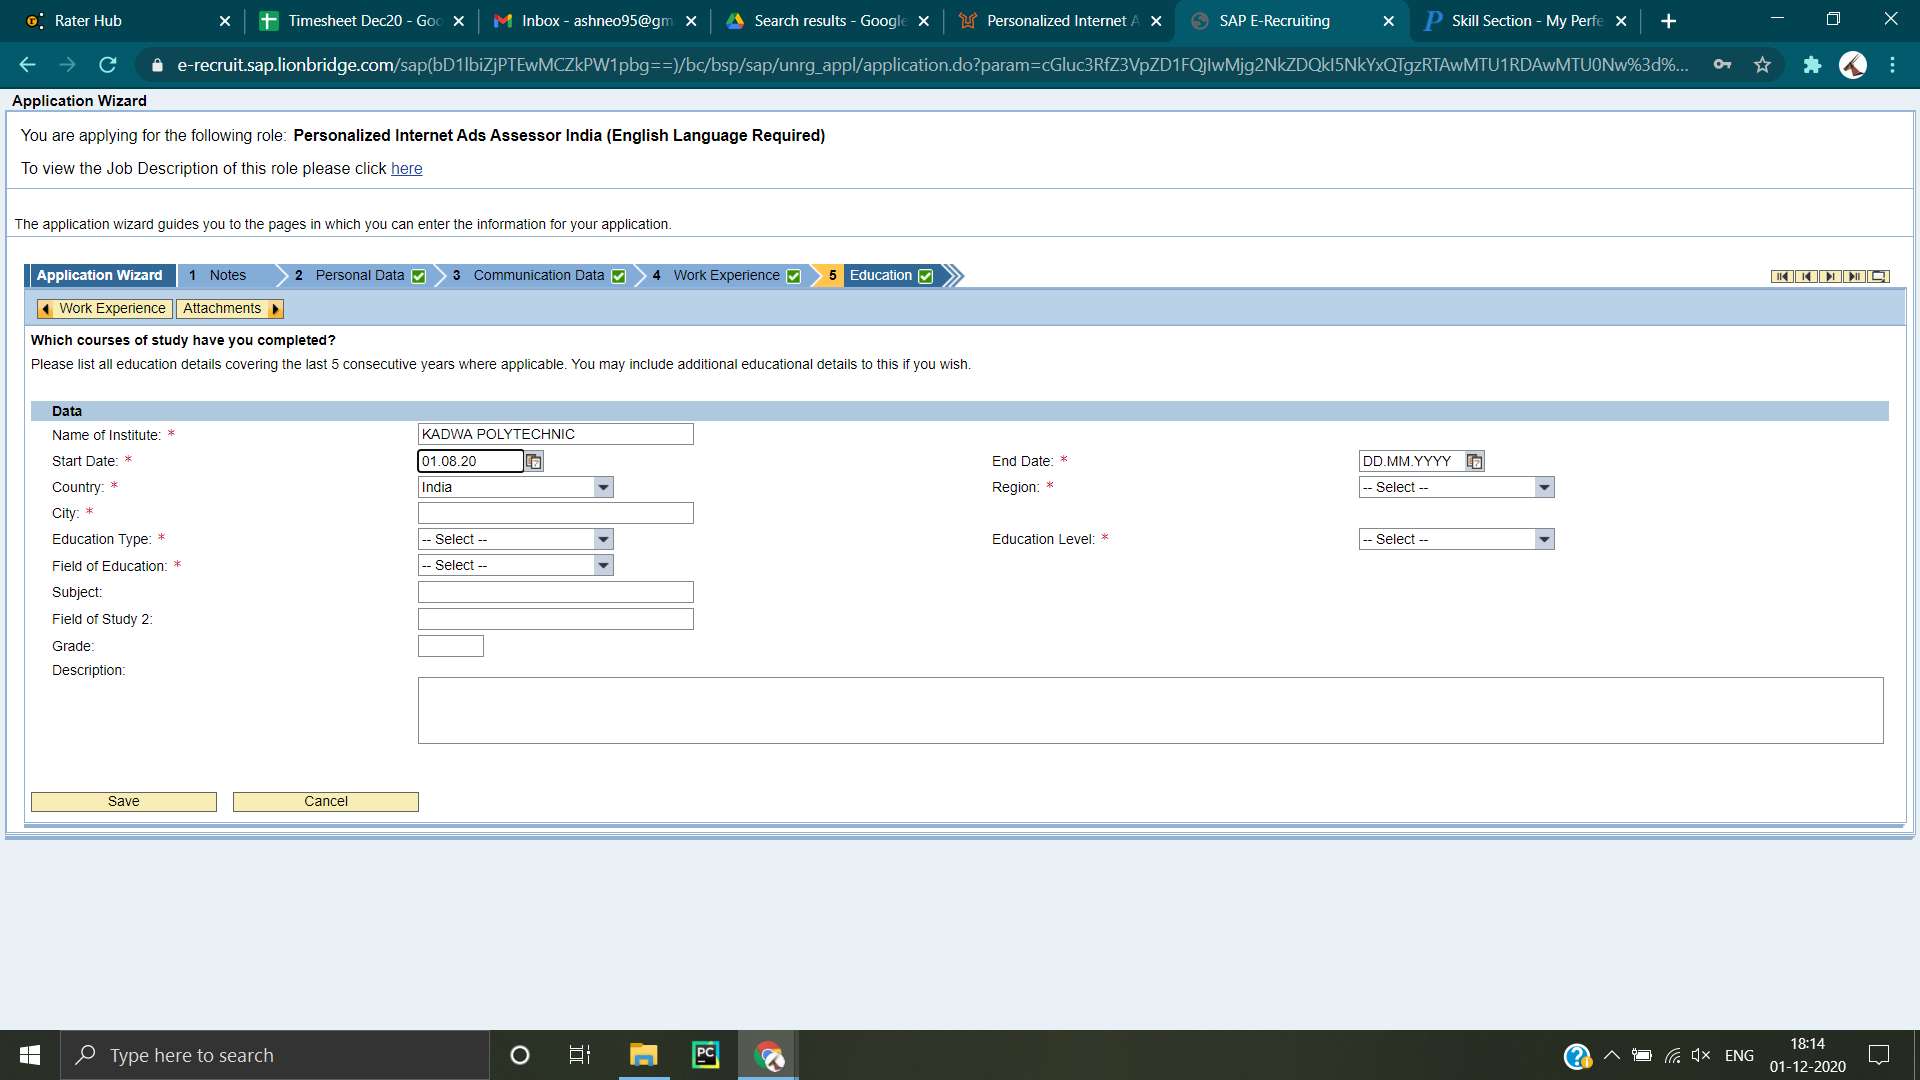 Rater Hub
Timesheet Dec20 - Goo
Inbox - ashneo95@gm
Search results - Google
Personalized Internet A
SAP E-Recruiting
Skill Section - My Perfe
e-recruit.sap.lionbridge.com/sap(bD1lbiZjPTEwMCZkPW1pbg==)/bc/bsp/sap/unrg_appl/application.do?param=cGluc3RfZ3VpZD1FQjIwMjg2NkZDQkI5NkYxQTgzRTAwMTU1RDAwMTU0Nw%3d%...
Application Wizard
You are applying for the following role: Personalized Internet Ads Assessor India (English Language Required)
To view the Job Description of this role please click here
The application wizard guides you to the pages in which you can enter the information for your application.
Application Wizard 1 Notes 2 Personal Data 3 Communication Data 4 Work Experience 5 Education
Work Experience Attachments
Which courses of study have you completed?
Please list all education details covering the last 5 consecutive years where applicable. You may include additional educational details to this if you wish.
Data
Name of Institute: * KADWA POLYTECHNIC
Start Date: * 01.08.20 End Date: * DD.MM.YYYY
Country: * India Region: * -- Select --
City: *
Education Type: * -- Select -- Education Level: * -- Select --
Field of Education: * -- Select --
Subject:
Field of Study 2:
Grade:
Description:
Save Cancel
Type here to search
PC
ENG
18:14
01-12-2020